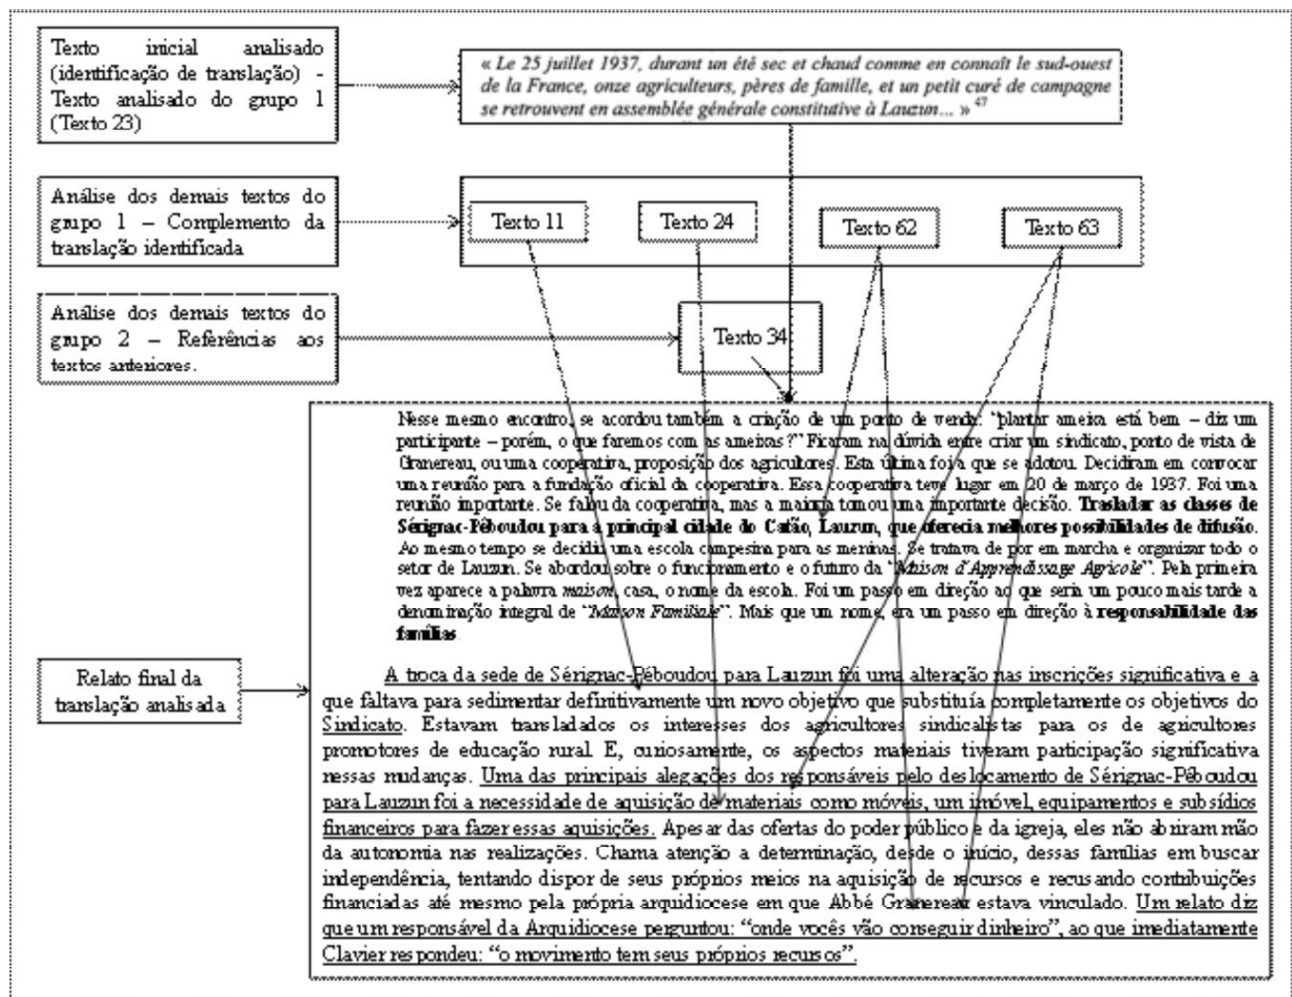 Texto inicial analisado
(identificação de translação) -
Texto analisado do grupo 1
(Texto 23)
« Le 25 juillet 1937, durant un été sec et chaud comme en connaît le sud-ouest
de la France, onze agriculteurs, pères de famille, et un petit curé de campagne
se retrouvent en assemblée générale constitutive à Lauzun... » 47
Análise dos demais textos do
grupo 1 – Complemento da
translação identificada
Texto 11
Texto 24
Texto 62
Texto 63
Análise dos demais textos do
grupo 2 – Referências aos
textos anteriores.
Texto 34
Nesse mesmo encontro, se acordou também a criação de um ponto de venda: “plantar ameixa está bem – diz um
participante – porém, o que faremos com as ameixas?” Ficaram na dúvida entre criar um sindicato, ponto de vista de
Granereau, ou uma cooperativa, proposição dos agricultores. Esta última foi a que se adotou. Decidiram em convocar
uma reunião para a fundação oficial da cooperativa. Essa cooperativa teve lugar em 20 de março de 1937. Foi uma
reunião importante. Se falou da cooperativa, mas a maioria tomou uma importante decisão. Trasladar as classes de
Sérignac-Péboudou para a principal cidade do Catão, Lauzun, que oferecia melhores possibilidades de difusão.
Ao mesmo tempo se decidiu uma escola campesina para as meninas. Se tratava de por em marcha e organizar todo o
setor de Lauzun. Se abordou sobre o funcionamento e o futuro da “Maison d'Apprendissage Agricole”. Pela primeira
vez aparece a palavra maison, casa, o nome da escola. Foi um passo em direção ao que seria um pouco mais tarde a
denominação integral de “Maison Familiale”. Mais que um nome, era um passo em direção à responsabilidade das
famílias
Relato final da
translação analisada
A troca da sede de Sérignac-Péboudou para Lauzun foi uma alteração nas inscrições significativa e a
que faltava para sedimentar definitivamente um novo objetivo que substituía completamente os objetivos do
Sindicato. Estavam transladados os interesses dos agricultores sindicalistas para os de agricultores
promotores de educação rural. E, curiosamente, os aspectos materiais tiveram participação significativa
nessas mudanças. Uma das principais alegações dos responsáveis pelo deslocamento de Sérignac-Péboudou
para Lauzun foi a necessidade de aquisição de materiais como móveis, um imóvel, equipamentos e subsídios
financeiros para fazer essas aquisições. Apesar das ofertas do poder público e da igreja, eles não abriram mão
da autonomia nas realizações. Chama atenção a determinação, desde o início, dessas famílias em buscar
independência, tentando dispor de seus próprios meios na aquisição de recursos e recusando contribuições
financiadas até mesmo pela própria arquidiocese em que Abbé Granereau estava vinculado. Um relato diz
que um responsável da Arquidiocese perguntou: “onde vocês vão conseguir dinheiro”, ao que imediatamente
Clavier respondeu: “o movimento tem seus próprios recursos”.